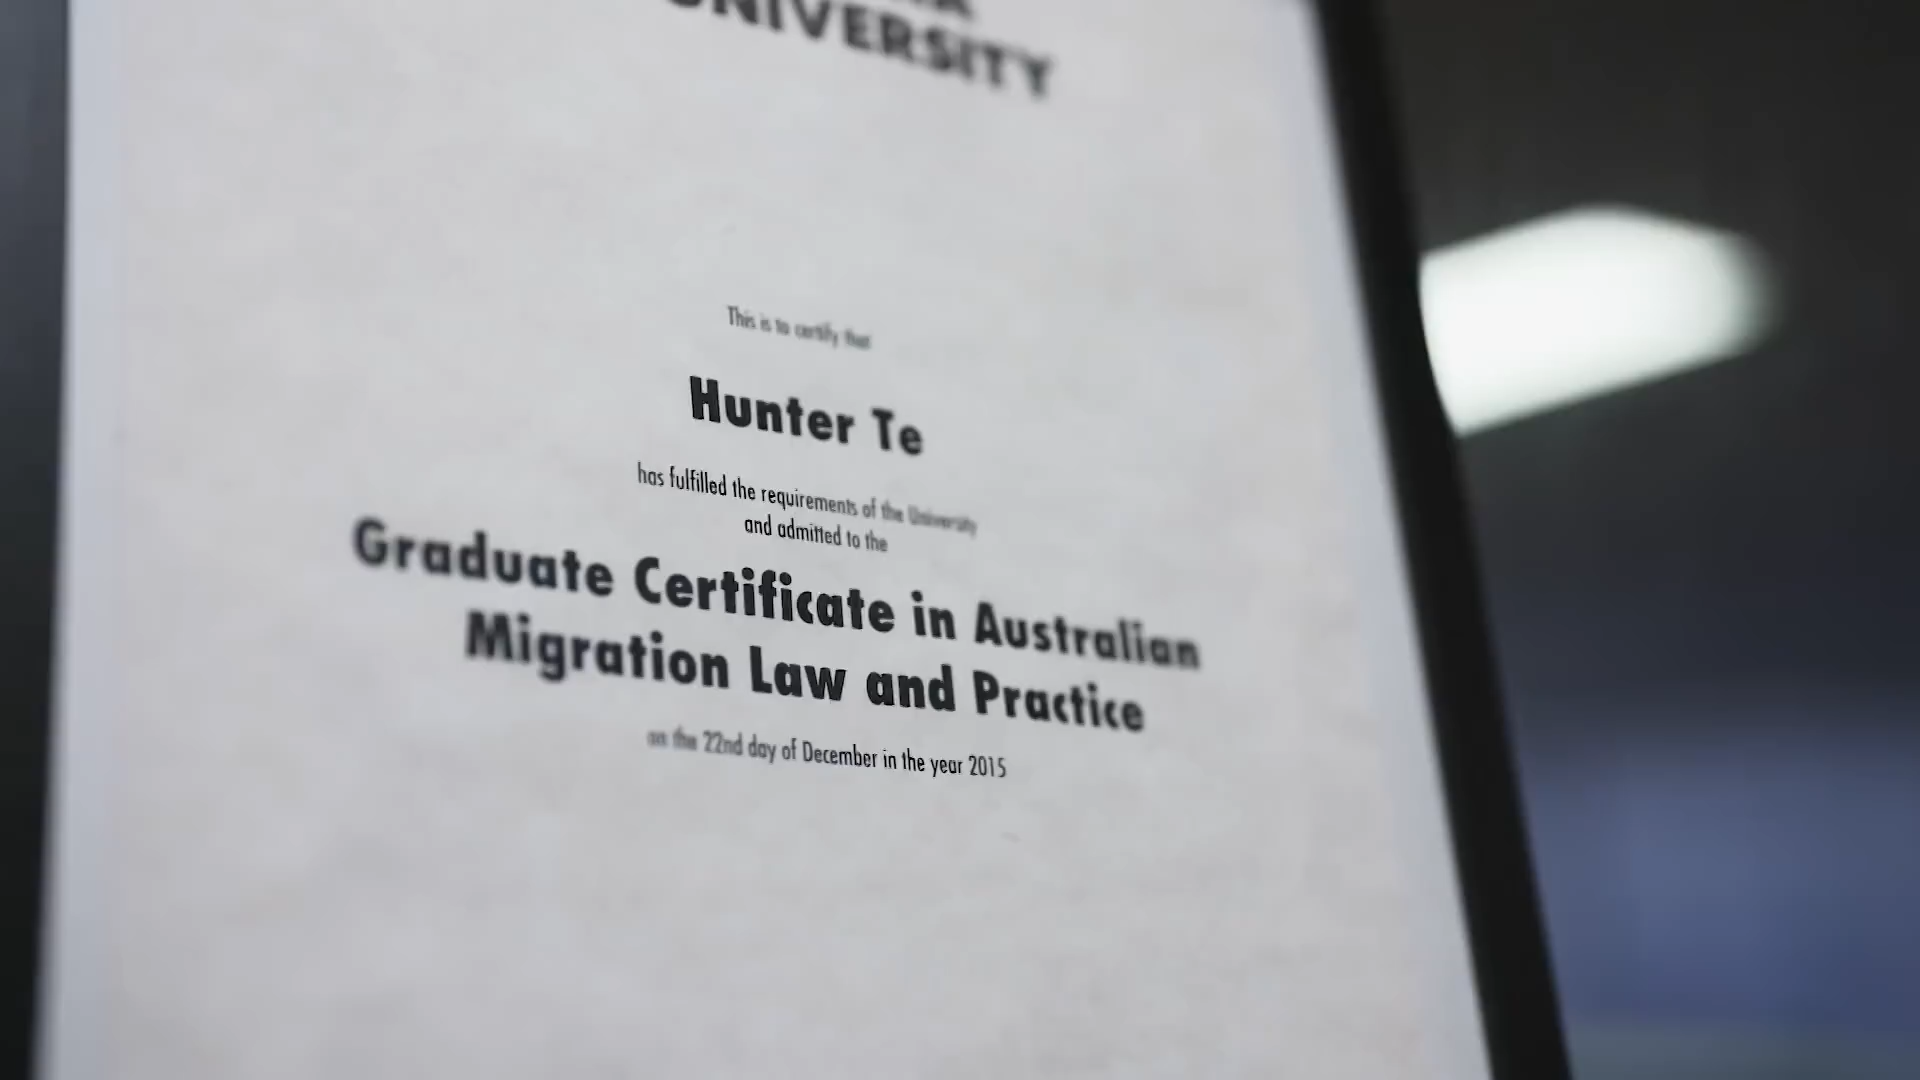 UNIVERSITY
This is to certify that
Hunter Te
has fulfilled the requirements of the University
and admitted to the
Graduate Certificate in Australian
Migration Law and Practice
on the 22nd day of December in the year 2015